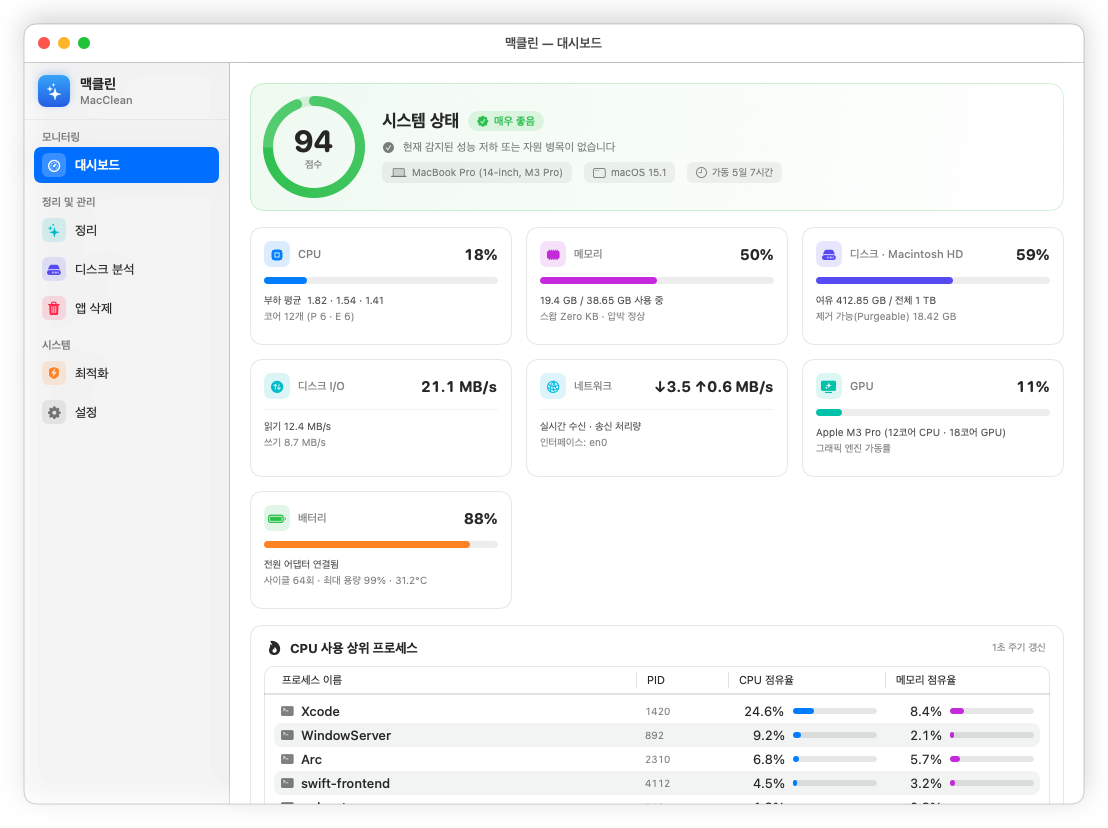 맥클린 — 대시보드
맥클린
MacClean
모니터링
대시보드
정리 및 관리
정리
디스크 분석
앱 삭제
시스템
최적화
설정
94
점수
시스템 상태 매우 좋음
현재 감지된 성능 저하 또는 자원 병목이 없습니다
MacBook Pro (14-inch, M3 Pro) macOS 15.1 가동 5일 7시간
CPU 18%
부하 평균 1.82 · 1.54 · 1.41
코어 12개 (P 6 · E 6)
메모리 50%
19.4 GB / 38.65 GB 사용 중
스왑 Zero KB · 압박 정상
디스크 · Macintosh HD 59%
여유 412.85 GB / 전체 1 TB
제거 가능(Purgeable) 18.42 GB
디스크 I/O 21.1 MB/s
읽기 12.4 MB/s
쓰기 8.7 MB/s
네트워크 ↓3.5 ↑0.6 MB/s
실시간 수신 · 송신 처리량
인터페이스: en0
GPU 11%
Apple M3 Pro (12코어 CPU · 18코어 GPU)
그래픽 엔진 가동률
배터리 88%
전원 어댑터 연결됨
사이클 64회 · 최대 용량 99% · 31.2°C
CPU 사용 상위 프로세스 1초 주기 갱신
프로세스 이름 PID CPU 점유율 메모리 점유율
Xcode 1420 24.6% 8.4%
WindowServer 892 9.2% 2.1%
Arc 2310 6.8% 5.7%
swift-frontend 4112 4.5% 3.2%